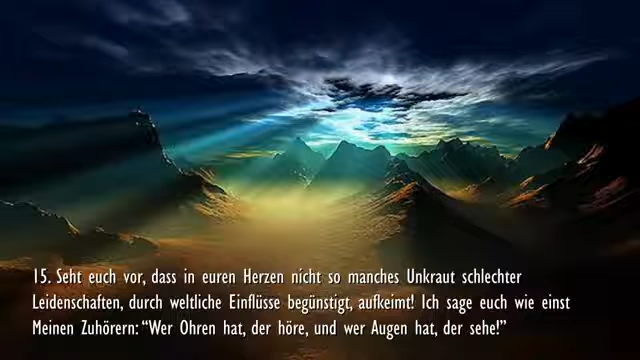 15. Seht euch vor, dass in euren Herzen nicht so manches Unkraut schlechter
Leidenschaften, durch weltliche Einflüsse begünstigt, aufkeimt! Ich sage euch wie einst
Meinen Zuhörern: “Wer Ohren hat, der höre, und wer Augen hat, der sehe!”